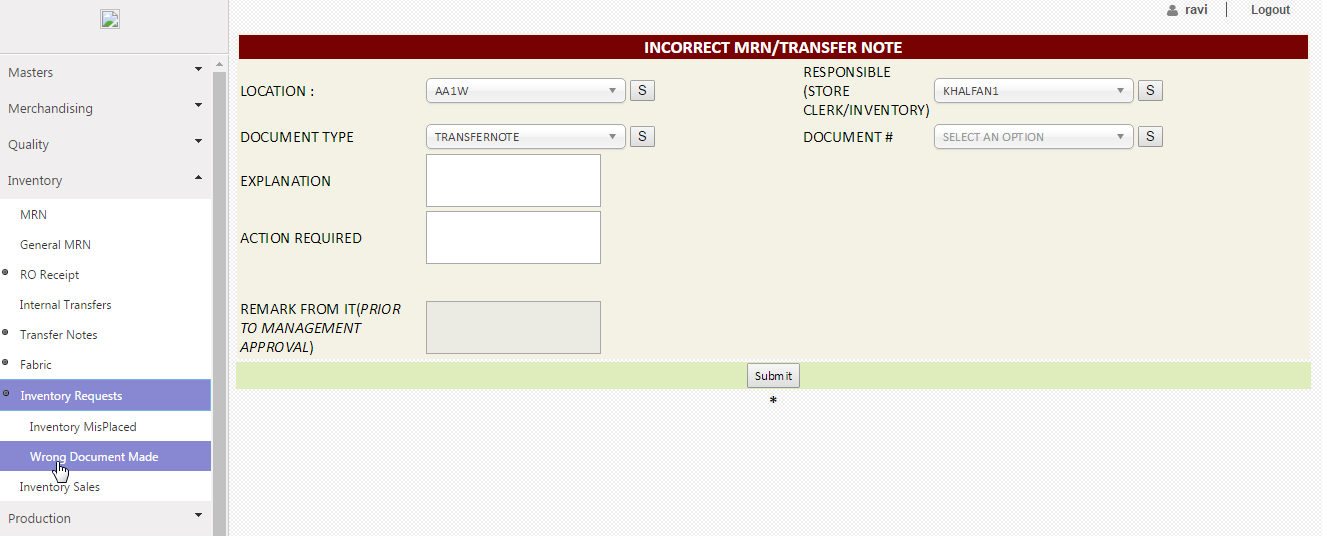 ravi
Logout
Masters
Merchandising
Quality
Inventory
MRN
General MRN
RO Receipt
Internal Transfers
Transfer Notes
Fabric
Inventory Requests
Inventory MisPlaced
Wrong Document Made
Inventory Sales
Production
INCORRECT MRN/TRANSFER NOTE
LOCATION :
AA1W
S
RESPONSIBLE
(STORE
CLERK/INVENTORY)
KHALFAN1
S
DOCUMENT TYPE
TRANSFERNOTE
S
DOCUMENT #
SELECT AN OPTION
S
EXPLANATION
ACTION REQUIRED
REMARK FROM IT(PRIOR
TO MANAGEMENT
APPROVAL)
Submit
*